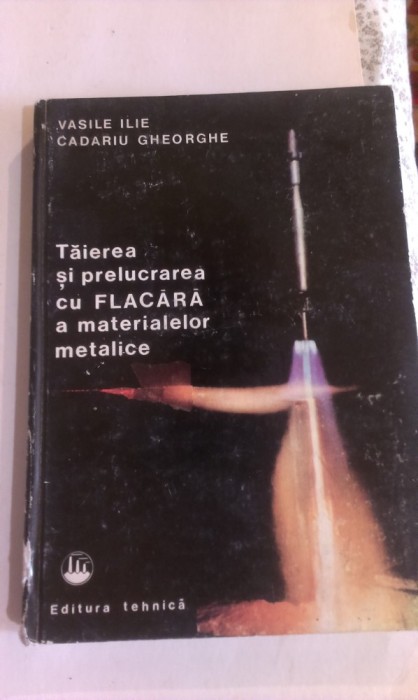 VASILE ILIE
CADARIU GHEORGHE
Tăierea
și prelucrarea
cu FLACĂRĂ
a materialelor
metalice
Editura tehnică